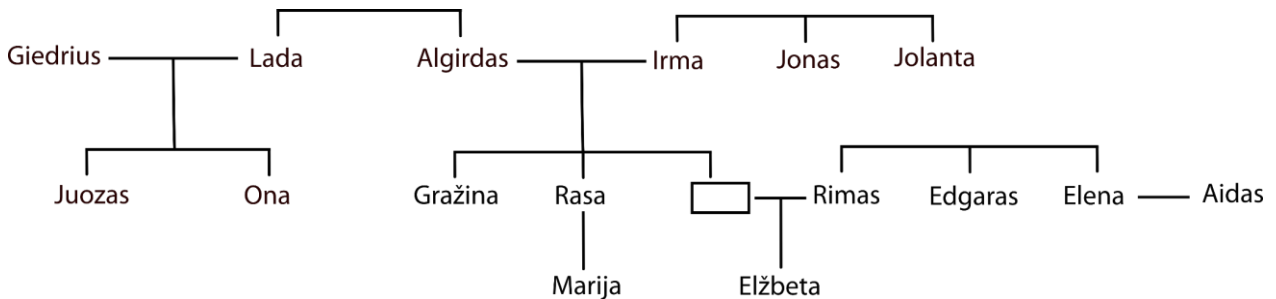 Giedrius Lada Algirdas Irma Jonas Jolanta
Juozas Ona Gražina Rasa Rimas Edgaras Elena Aidas
Marija Elžbeta